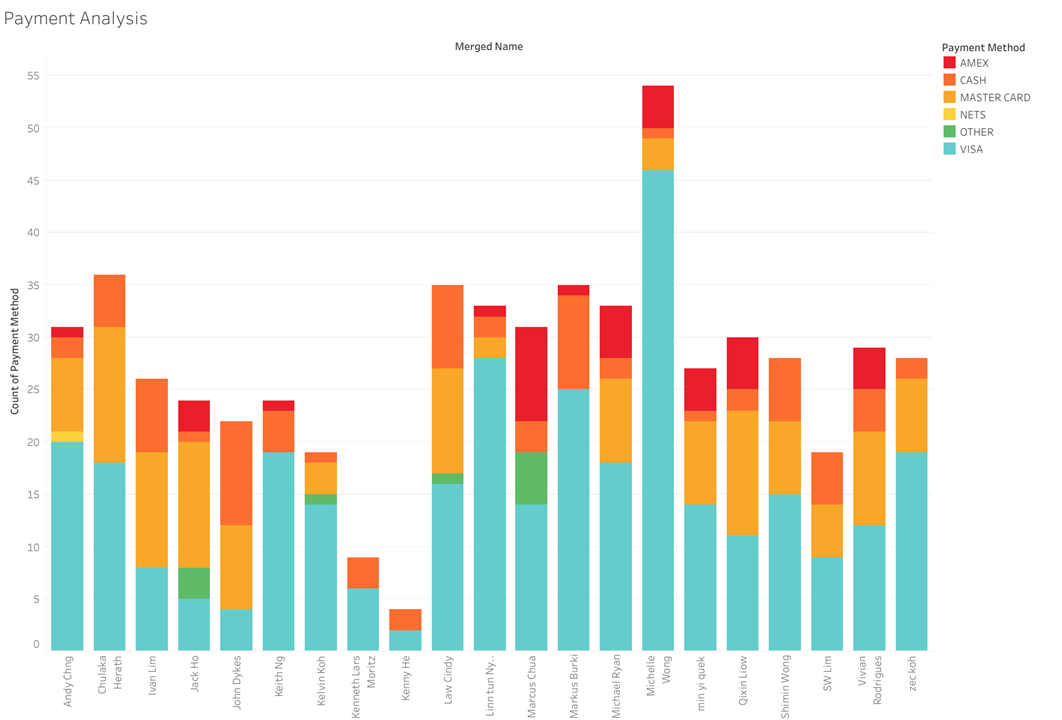 Payment Analysis
Merged Name
Payment Method
AMEX
CASH
MASTER CARD
NETS
OTHER
VISA
Count of Payment Method
55
50
45
40
35
30
25
20
15
10
5
0
Andy Chng
Chulaka
Herath
Ivan Lim
Jack Ho
John Dykes
Keith Ng
Kelvin Koh
Kenneth Lars
Moritz
Kenny He
Law Cindy
Linn tun Ny..
Marcus Chua
Markus Burki
Michael Ryan
Michelle
Wong
min yi quek
Qixin Liow
Shimin Wong
SW Lim
Vivian
Rodrigues
zec koh